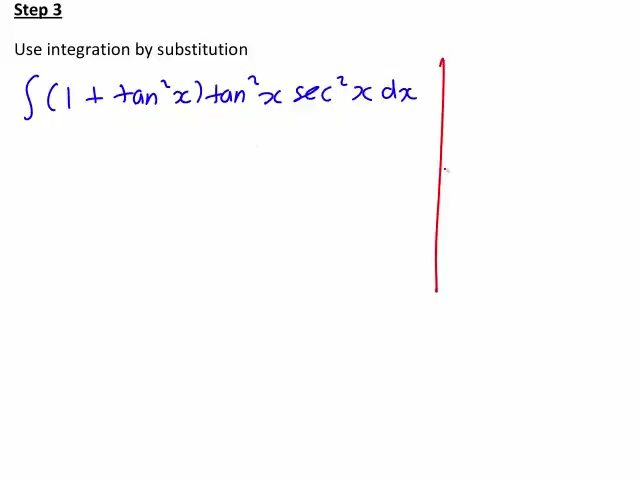 Step 3
Use integration by substitution
∫(1 + tan²x)tan²x sec²x dx